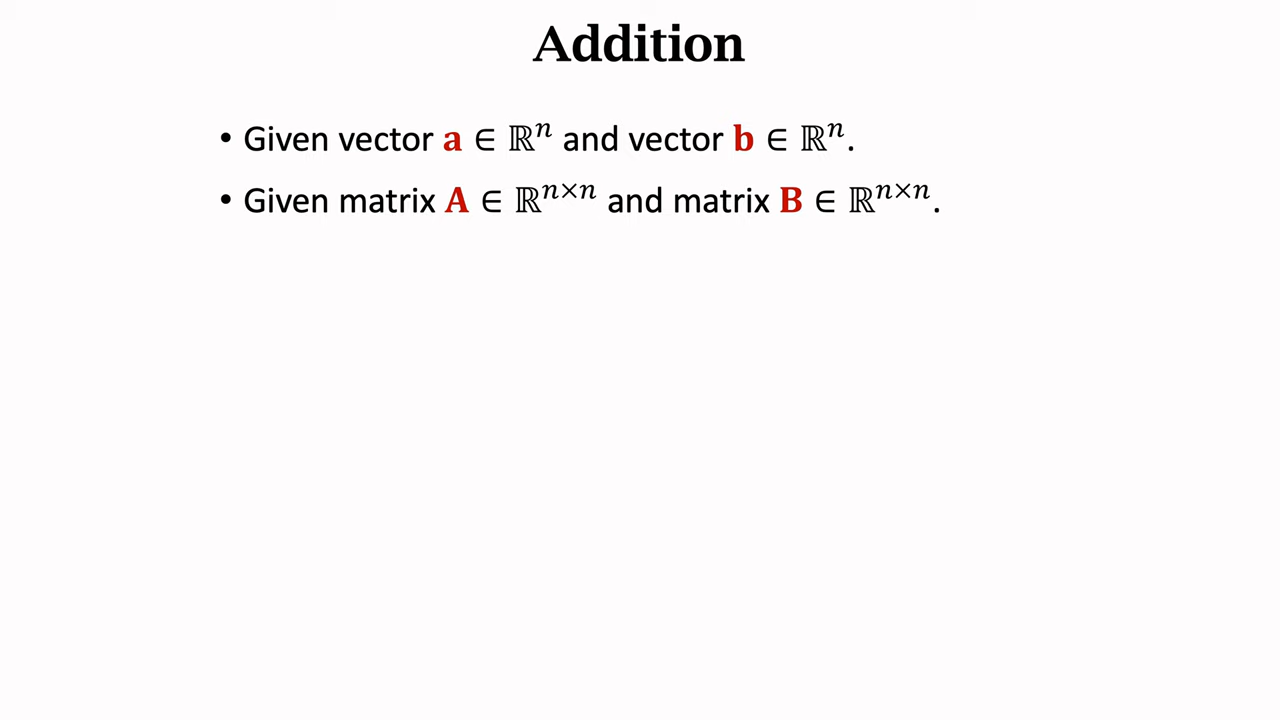 Addition
• Given vector 𝐚 ∈ ℝⁿ and vector 𝐛 ∈ ℝⁿ.
• Given matrix 𝐀 ∈ ℝⁿˣⁿ and matrix 𝐁 ∈ ℝⁿˣⁿ.